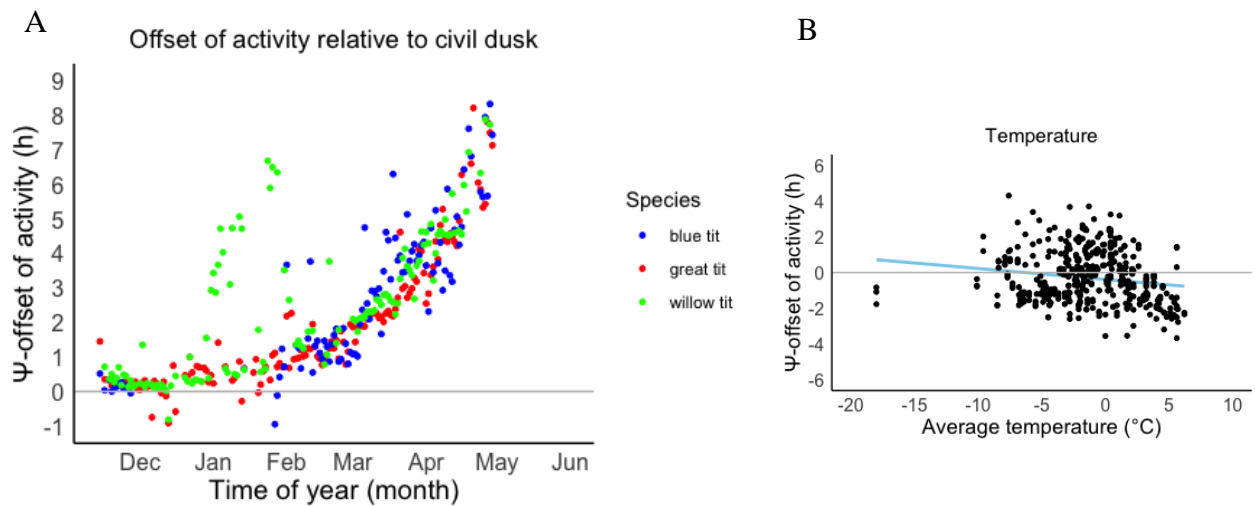 A
Offset of activity relative to civil dusk
Ψ-offset of activity (h)
9
8
7
6
5
4
3
2
1
0
-1
Dec Jan Feb Mar Apr May Jun
Time of year (month)
Species
blue tit
great tit
willow tit
B
Temperature
Ψ-offset of activity (h)
6
4
2
0
-2
-4
-6
-20 -15 -10 -5 0 5 10
Average temperature (°C)